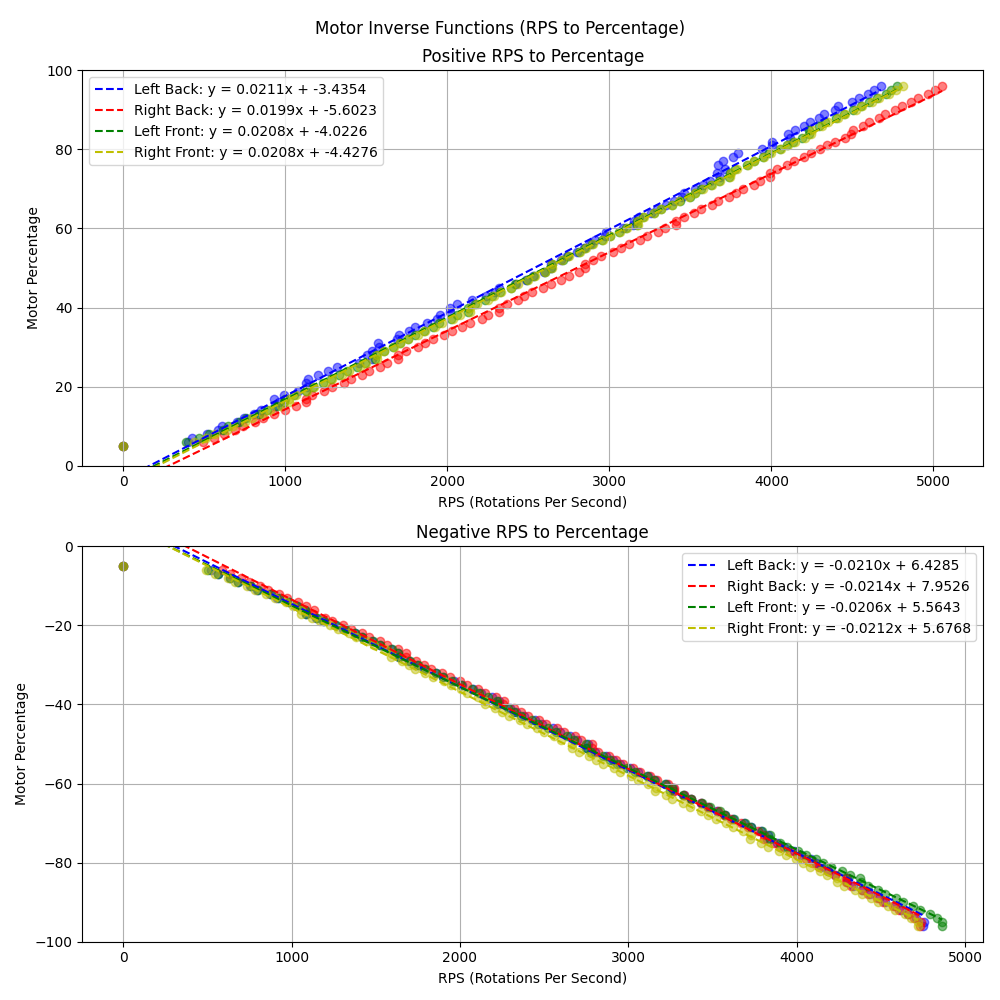 Motor Inverse Functions (RPS to Percentage)
Positive RPS to Percentage
100
80
60
40
20
0
Motor Percentage
Left Back: y = 0.0211x + -3.4354
Right Back: y = 0.0199x + -5.6023
Left Front: y = 0.0208x + -4.0226
Right Front: y = 0.0208x + -4.4276
0 1000 2000 3000 4000 5000
RPS (Rotations Per Second)
Negative RPS to Percentage
0
−20
−40
−60
−80
−100
Motor Percentage
Left Back: y = -0.0210x + 6.4285
Right Back: y = -0.0214x + 7.9526
Left Front: y = -0.0206x + 5.5643
Right Front: y = -0.0212x + 5.6768
0 1000 2000 3000 4000 5000
RPS (Rotations Per Second)